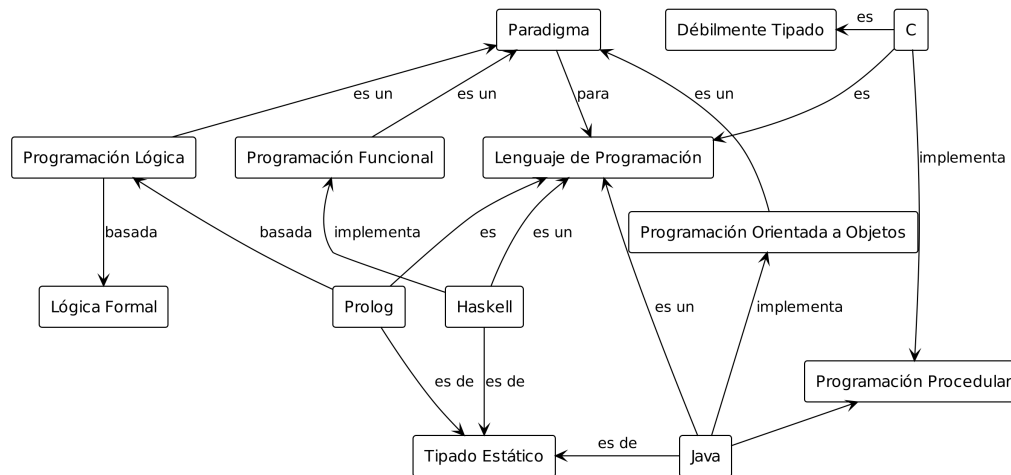 Paradigma
Débilmente Tipado
es
C
es un
es un
para
es un
es
Programación Lógica
Programación Funcional
Lenguaje de Programación
implementa
basada
basada
implementa
es
es un
Programación Orientada a Objetos
Lógica Formal
Prolog
Haskell
es un
implementa
es de
es de
Programación Procedular
Tipado Estático
es de
Java